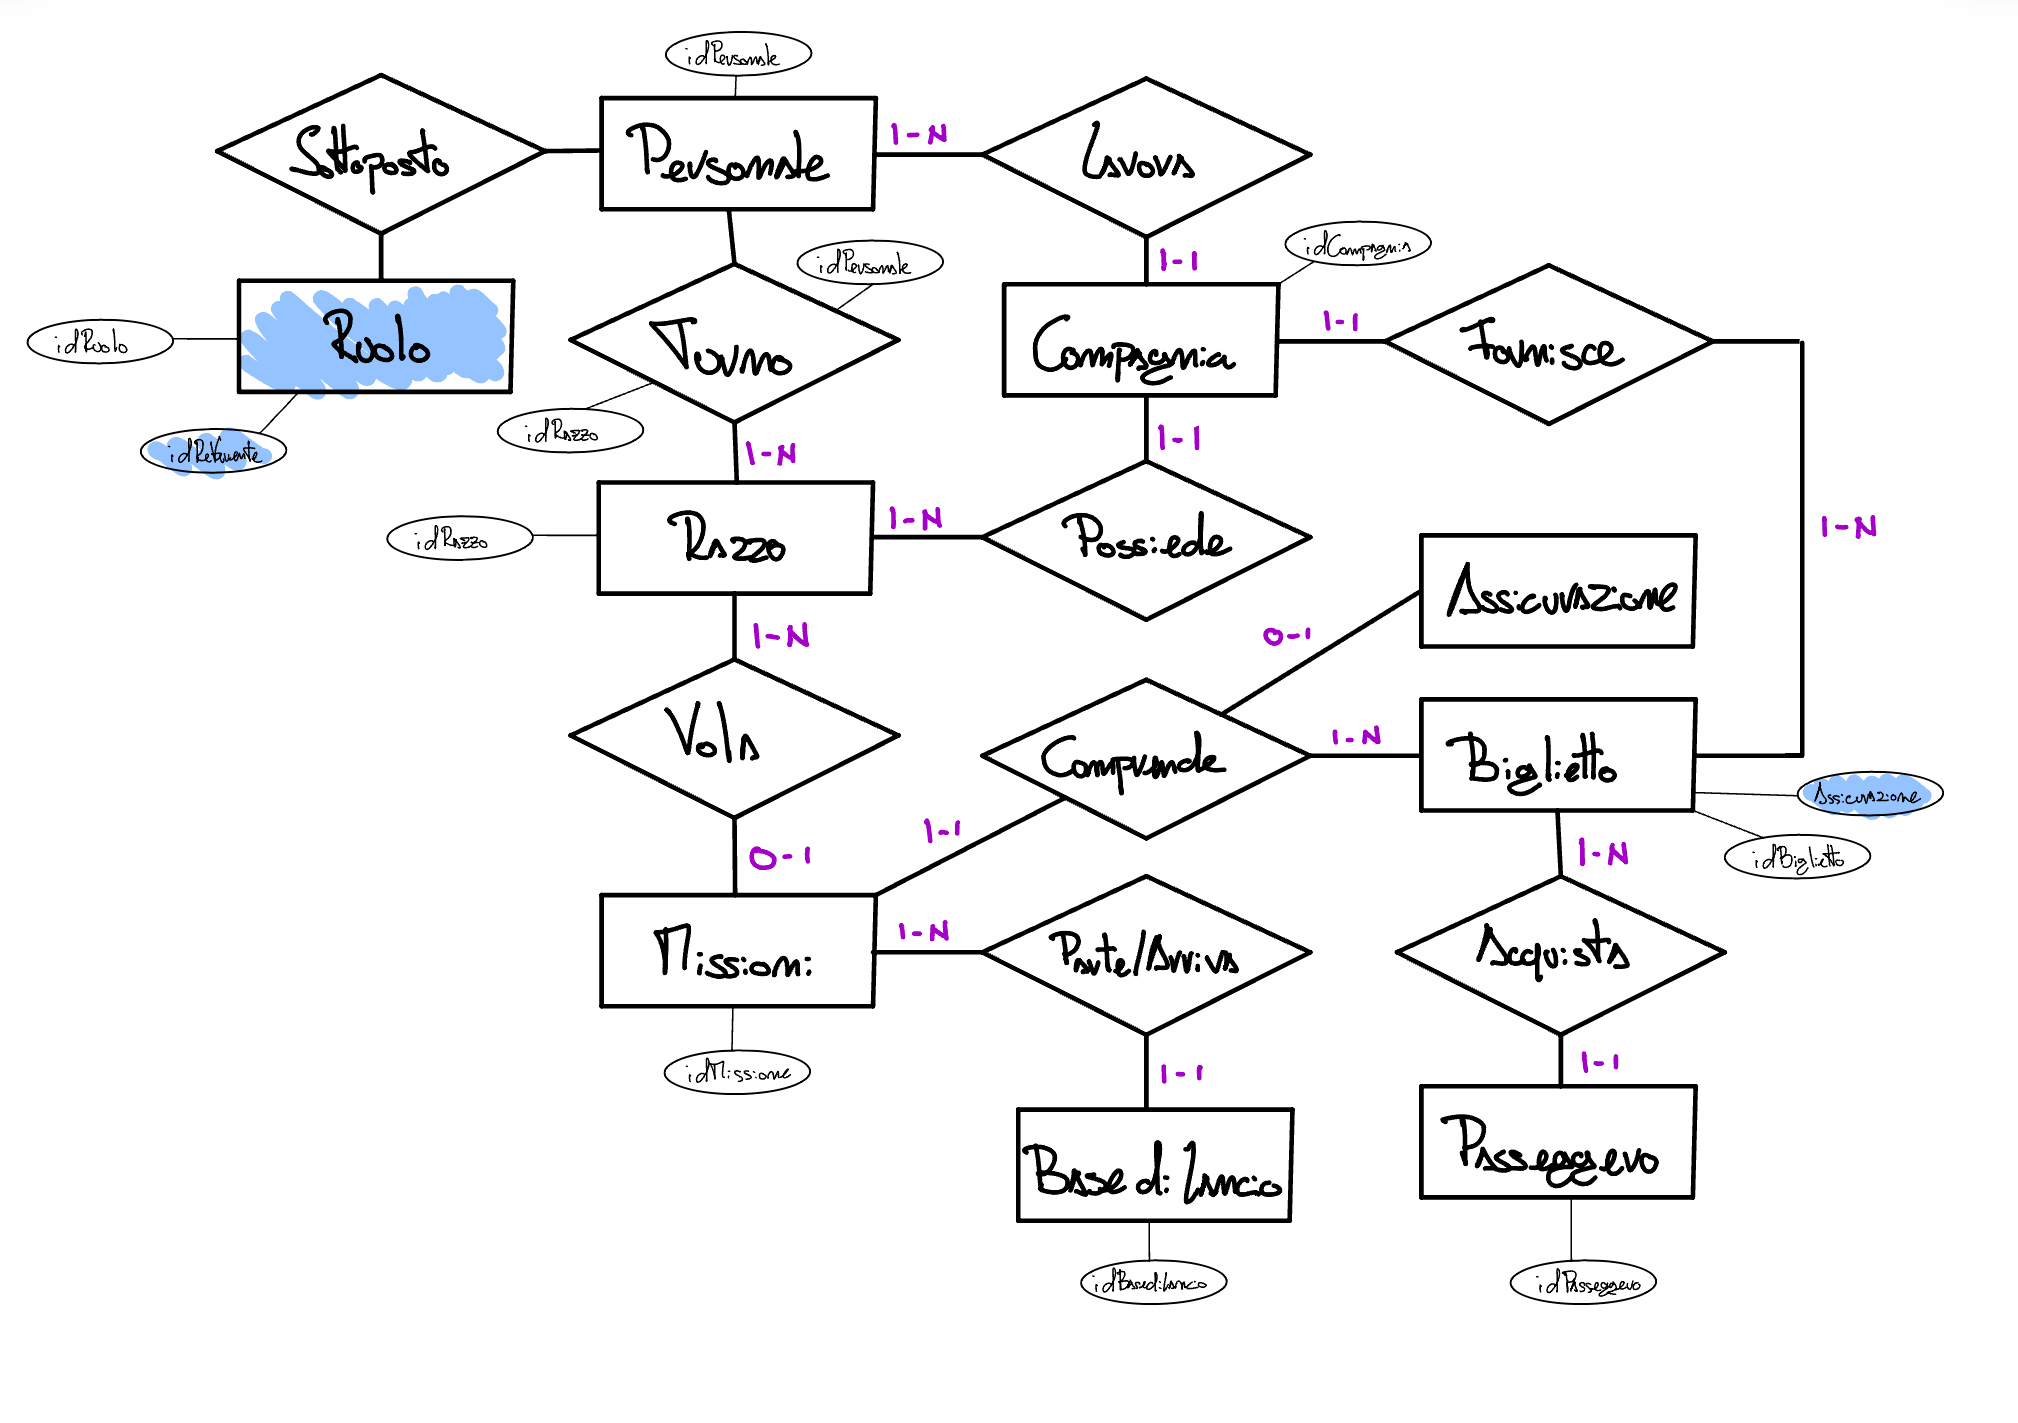 idPersonale
Sottoposto
Personale
1-N
Lavora
1-1
idCompagnia
idPersonale
idRuolo
Ruolo
Turno
Compagnia
1-1
Fornisce
idReferente
idRazzo
1-N
1-1
idRazzo
Razzo
1-N
Possiede
1-N
Assicurazione
1-N
0-1
Vola
Comprende
1-N
Biglietto
Assicurazione
1-1
0-1
1-N
idBiglietto
Missioni
1-N
Parte/Arriva
Acquista
idMissione
1-1
1-1
Base di Lancio
Passeggero
idBasediLancio
idPasseggero